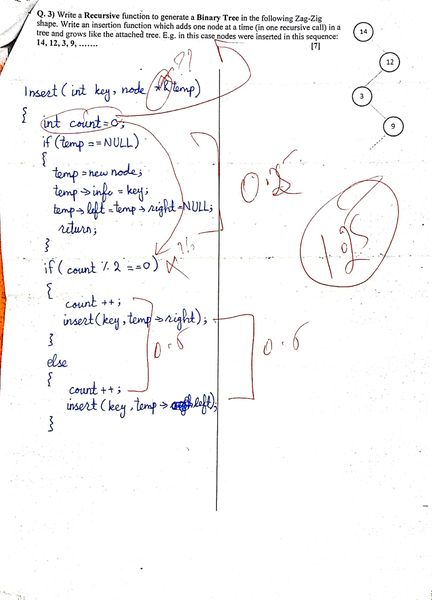 Q. 3) Write a Recursive function to generate a Binary Tree in the following Zag-Zig
shape. Write an insertion function which adds one node at a time (in one recursive call) in a
tree and grows like the attached tree. E.g. in this case nodes were inserted in this sequence:
14, 12, 3, 9, .......
[7]
14
12
3
9
??
Insert ( int key, node *& temp)
{ int count=0;
if (temp == NULL)
{
temp = new node;
temp → info = key;
temp → left = temp → right = NULL;
return;
}
if ( count % 2 == 0)
{
count ++ ;
insert( key, temp → right);
}
else
{
count ++ ;
insert (key, temp → left);
}
0.5
0.5